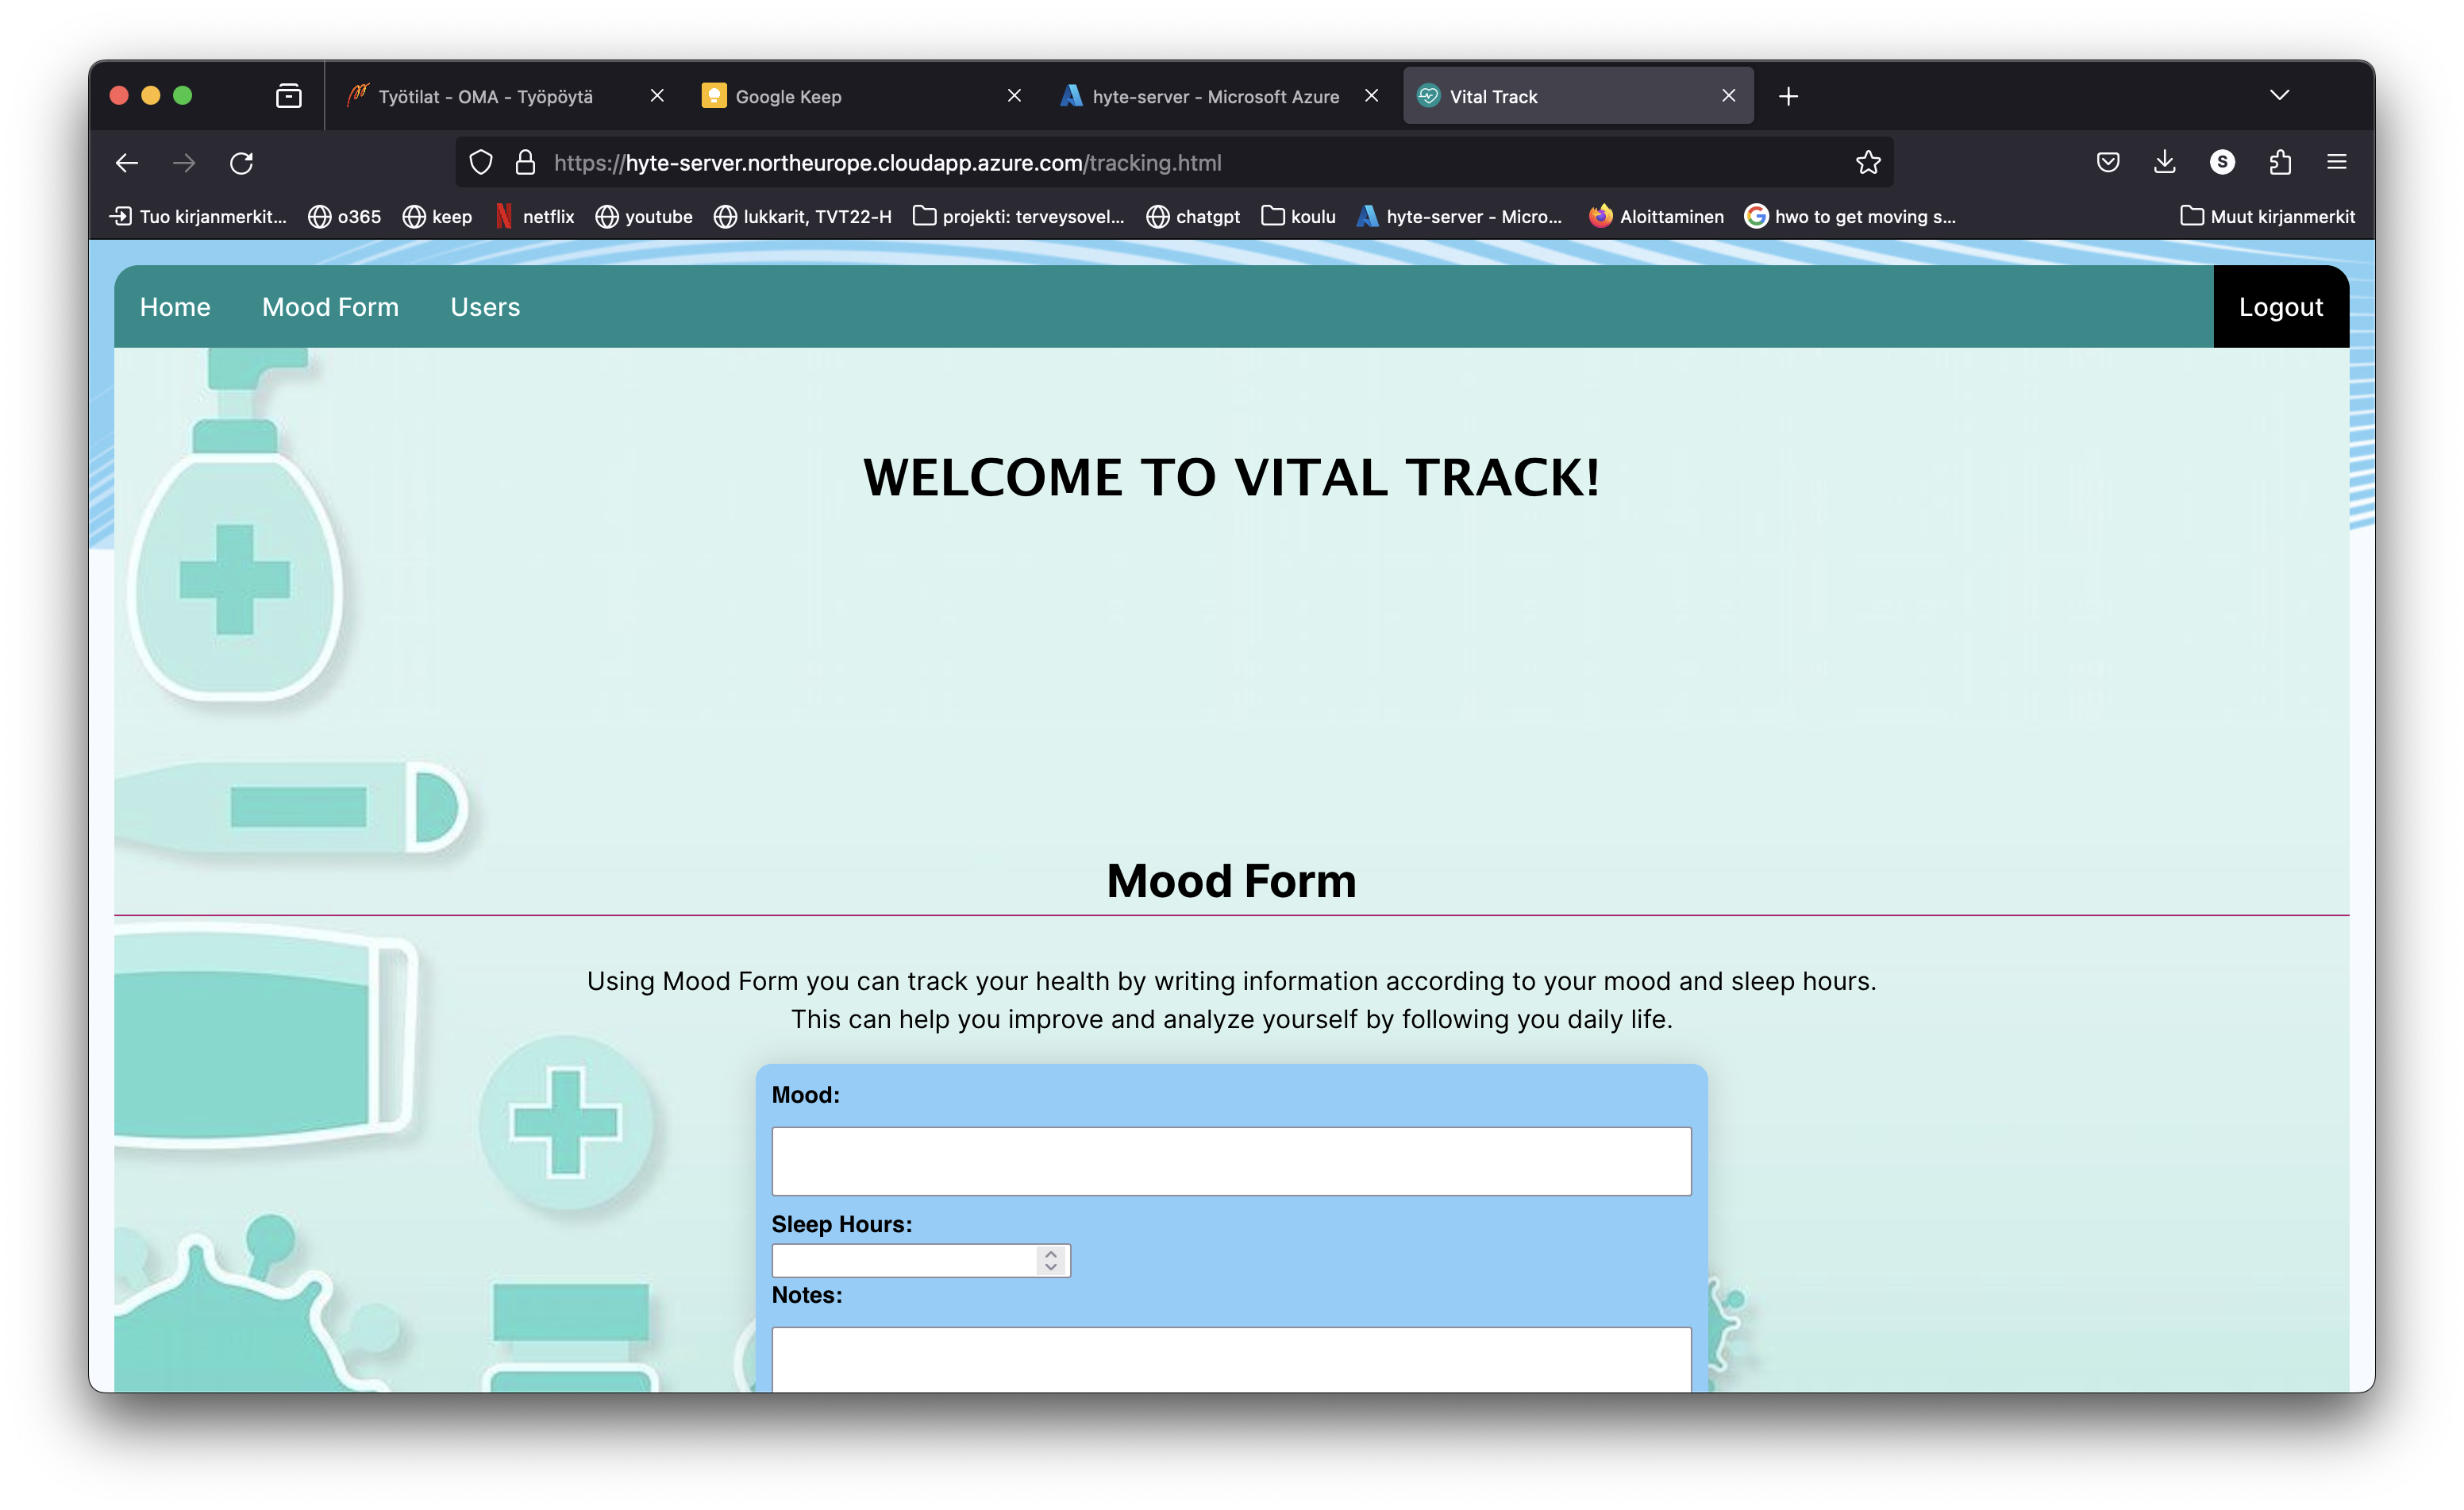 Työtilat - OMA - Työpöytä
Google Keep
hyte-server - Microsoft Azure
Vital Track
https://hyte-server.northeurope.cloudapp.azure.com/tracking.html
S
Tuo kirjanmerkit...
o365
keep
netflix
youtube
lukkarit, TVT22-H
projekti: terveysovel...
chatgpt
koulu
hyte-server - Micro...
Aloittaminen
hwo to get moving s...
Muut kirjanmerkit
Home
Mood Form
Users
Logout
WELCOME TO VITAL TRACK!
Mood Form
Using Mood Form you can track your health by writing information according to your mood and sleep hours.
This can help you improve and analyze yourself by following you daily life.
Mood:
Sleep Hours:
Notes: